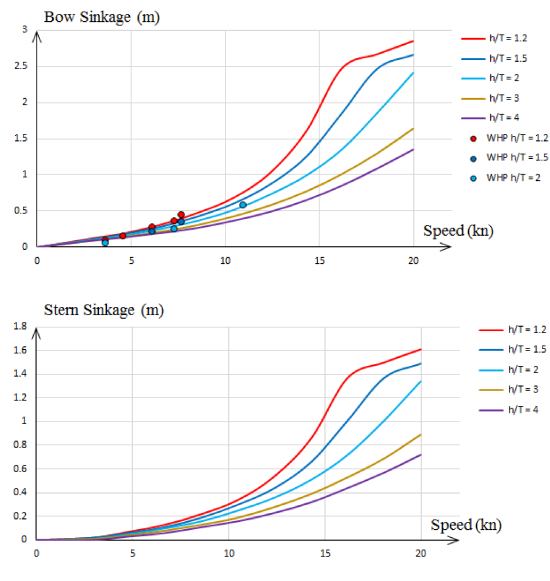 Bow Sinkage (m)
3
2.5
2
1.5
1
0.5
0
0
5
10
15
20
Speed (kn)
h/T = 1.2
h/T = 1.5
h/T = 2
h/T = 3
h/T = 4
WHP h/T = 1.2
WHP h/T = 1.5
WHP h/T = 2
Stern Sinkage (m)
1.8
1.6
1.4
1.2
1
0.8
0.6
0.4
0.2
0
0
5
10
15
20
Speed (kn)
h/T = 1.2
h/T = 1.5
h/T = 2
h/T = 3
h/T = 4